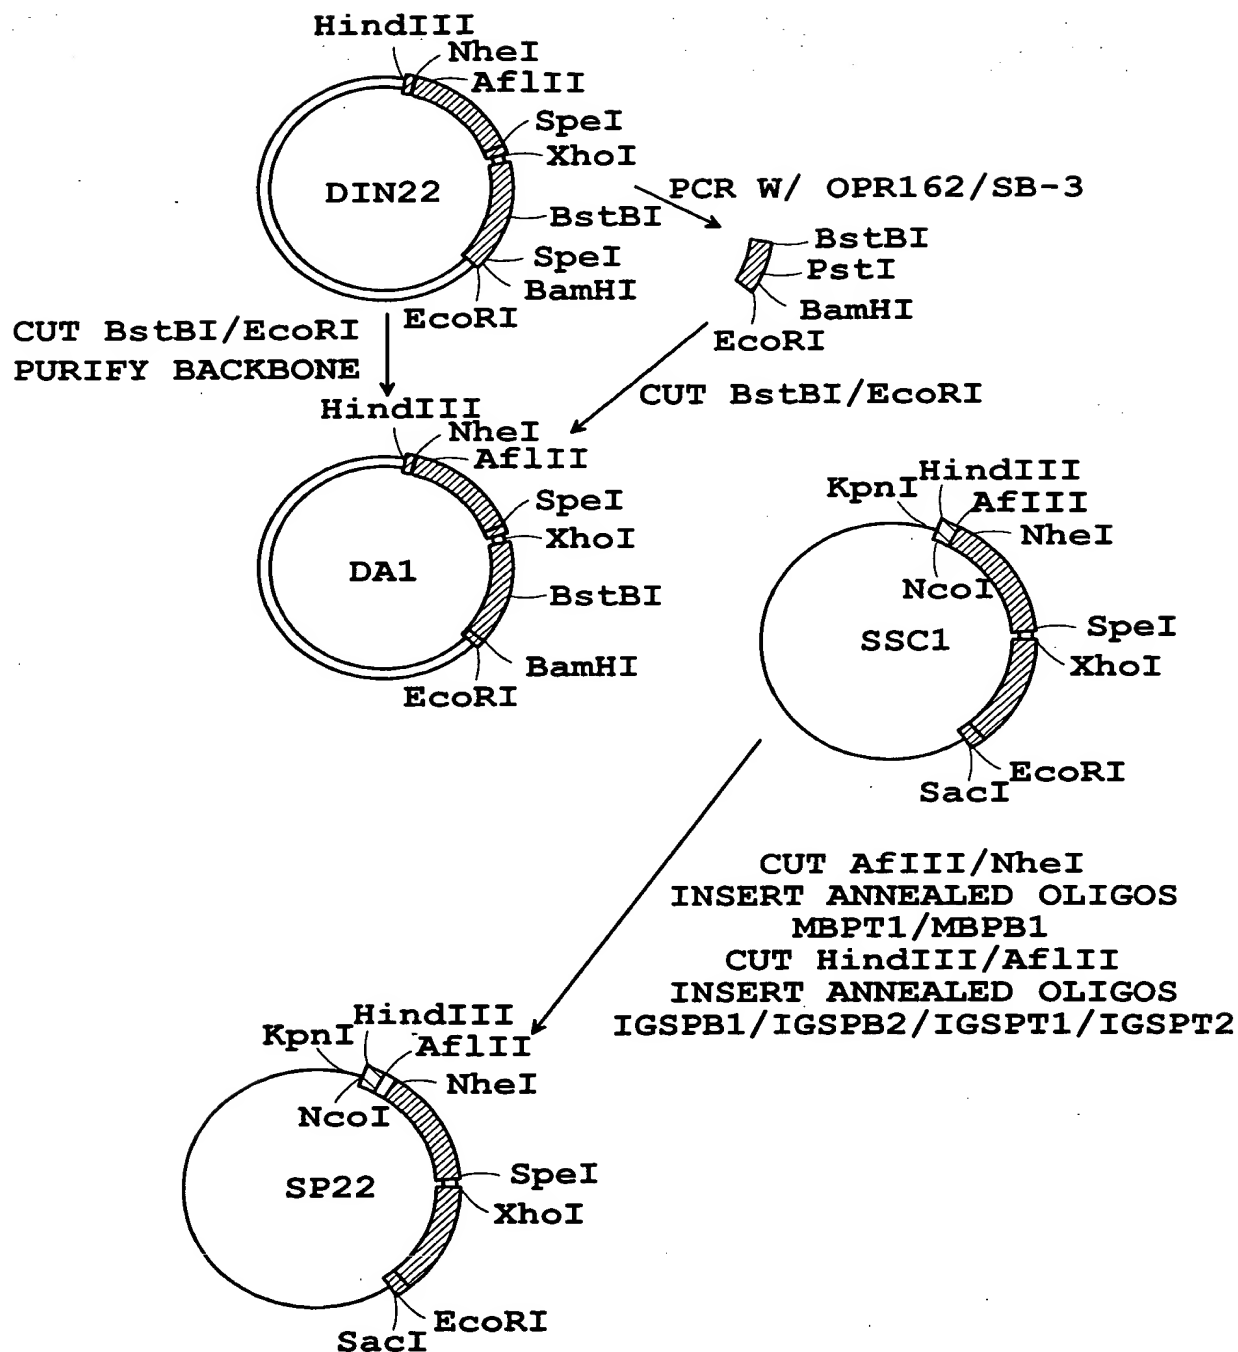 HindIII
NheI
AflII
SpeI
XhoI
DIN22
PCR W/ OPR162/SB-3
BstBI
SpeI
BamHI
EcoRI
BstBI
PstI
BamHI
EcoRI
CUT BstBI/EcoRI
PURIFY BACKBONE
CUT BstBI/EcoRI
HindIII
NheI
AflII
SpeI
XhoI
DA1
BstBI
BamHI
EcoRI
HindIII
KpnI
AfIII
NheI
NcoI
SSC1
SpeI
XhoI
EcoRI
SacI
CUT AfIII/NheI
INSERT ANNEALED OLIGOS
MBPT1/MBPB1
CUT HindIII/AflII
INSERT ANNEALED OLIGOS
IGSPB1/IGSPB2/IGSPT1/IGSPT2
HindIII
KpnI
AflII
NheI
NcoI
SP22
SpeI
XhoI
EcoRI
SacI